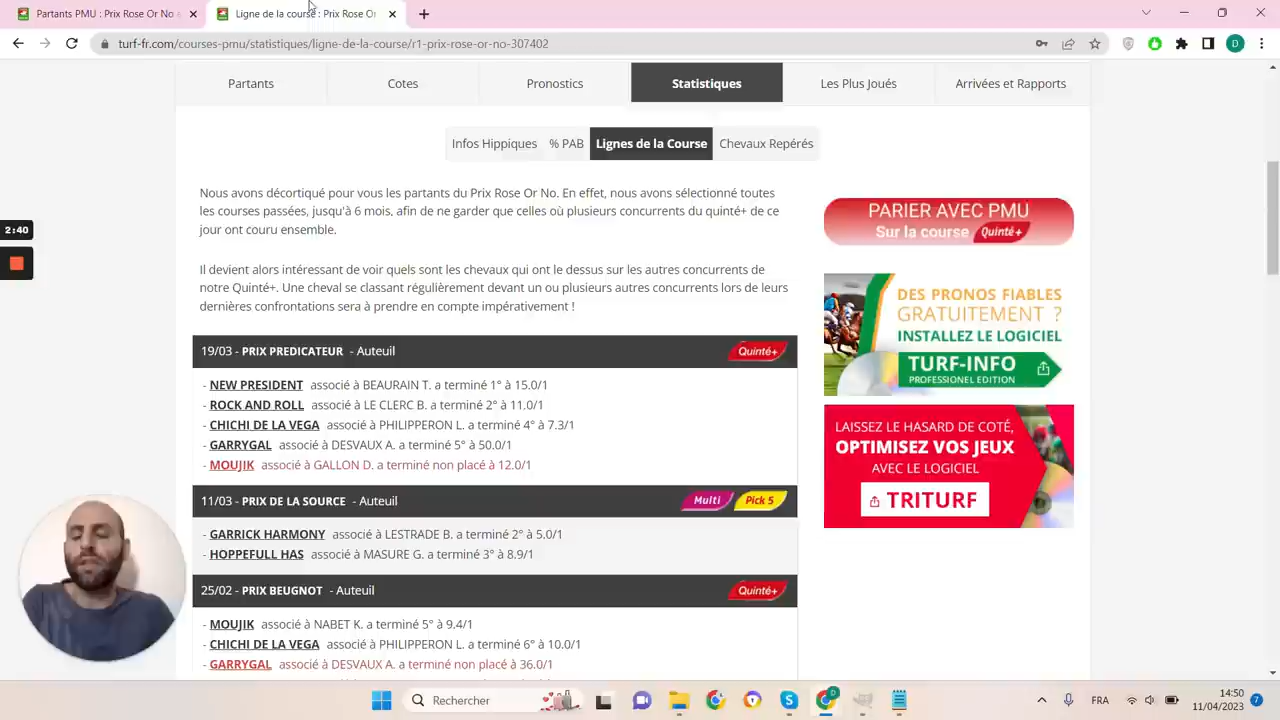 Partants PMU : Prix Rose Or No
Ligne de la course : Prix Rose Or
turf-fr.com/courses-pmu/statistiques/ligne-de-la-course/r1-prix-rose-or-no-307402
D
Partants
Cotes
Pronostics
Statistiques
Les Plus Joués
Arrivées et Rapports
Infos Hippiques
% PAB
Lignes de la Course
Chevaux Repérés
Nous avons décortiqué pour vous les partants du Prix Rose Or No. En effet, nous avons sélectionné toutes
les courses passées, jusqu'à 6 mois, afin de ne garder que celles où plusieurs concurrents du quinté+ de ce
jour ont couru ensemble.
Il devient alors intéressant de voir quels sont les chevaux qui ont le dessus sur les autres concurrents de
notre Quinté+. Une cheval se classant régulièrement devant un ou plusieurs autres concurrents lors de leurs
dernières confrontations sera à prendre en compte impérativement !
2:40
19/03 - PRIX PREDICATEUR - Auteuil
Quinté+
- NEW PRESIDENT associé à BEAURAIN T. a terminé 1° à 15.0/1
- ROCK AND ROLL associé à LE CLERC B. a terminé 2° à 11.0/1
- CHICHI DE LA VEGA associé à PHILIPPERON L. a terminé 4° à 7.3/1
- GARRYGAL associé à DESVAUX A. a terminé 5° à 50.0/1
- MOUJIK associé à GALLON D. a terminé non placé à 12.0/1
11/03 - PRIX DE LA SOURCE - Auteuil
Multi
Pick 5
- GARRICK HARMONY associé à LESTRADE B. a terminé 2° à 5.0/1
- HOPPEFULL HAS associé à MASURE G. a terminé 3° à 8.9/1
25/02 - PRIX BEUGNOT - Auteuil
Quinté+
- MOUJIK associé à NABET K. a terminé 5° à 9.4/1
- CHICHI DE LA VEGA associé à PHILIPPERON L. a terminé 6° à 10.0/1
- GARRYGAL associé à DESVAUX A. a terminé non placé à 36.0/1
PARIER AVEC PMU
Sur la course Quinté+
DES PRONOS FIABLES
GRATUITEMENT ?
INSTALLEZ LE LOGICIEL
TURF-INFO
PROFESSIONEL EDITION
LAISSEZ LE HASARD DE COTÉ,
OPTIMISEZ VOS JEUX
AVEC LE LOGICIEL
TRITURF
Rechercher
FRA
14:50
11/04/2023